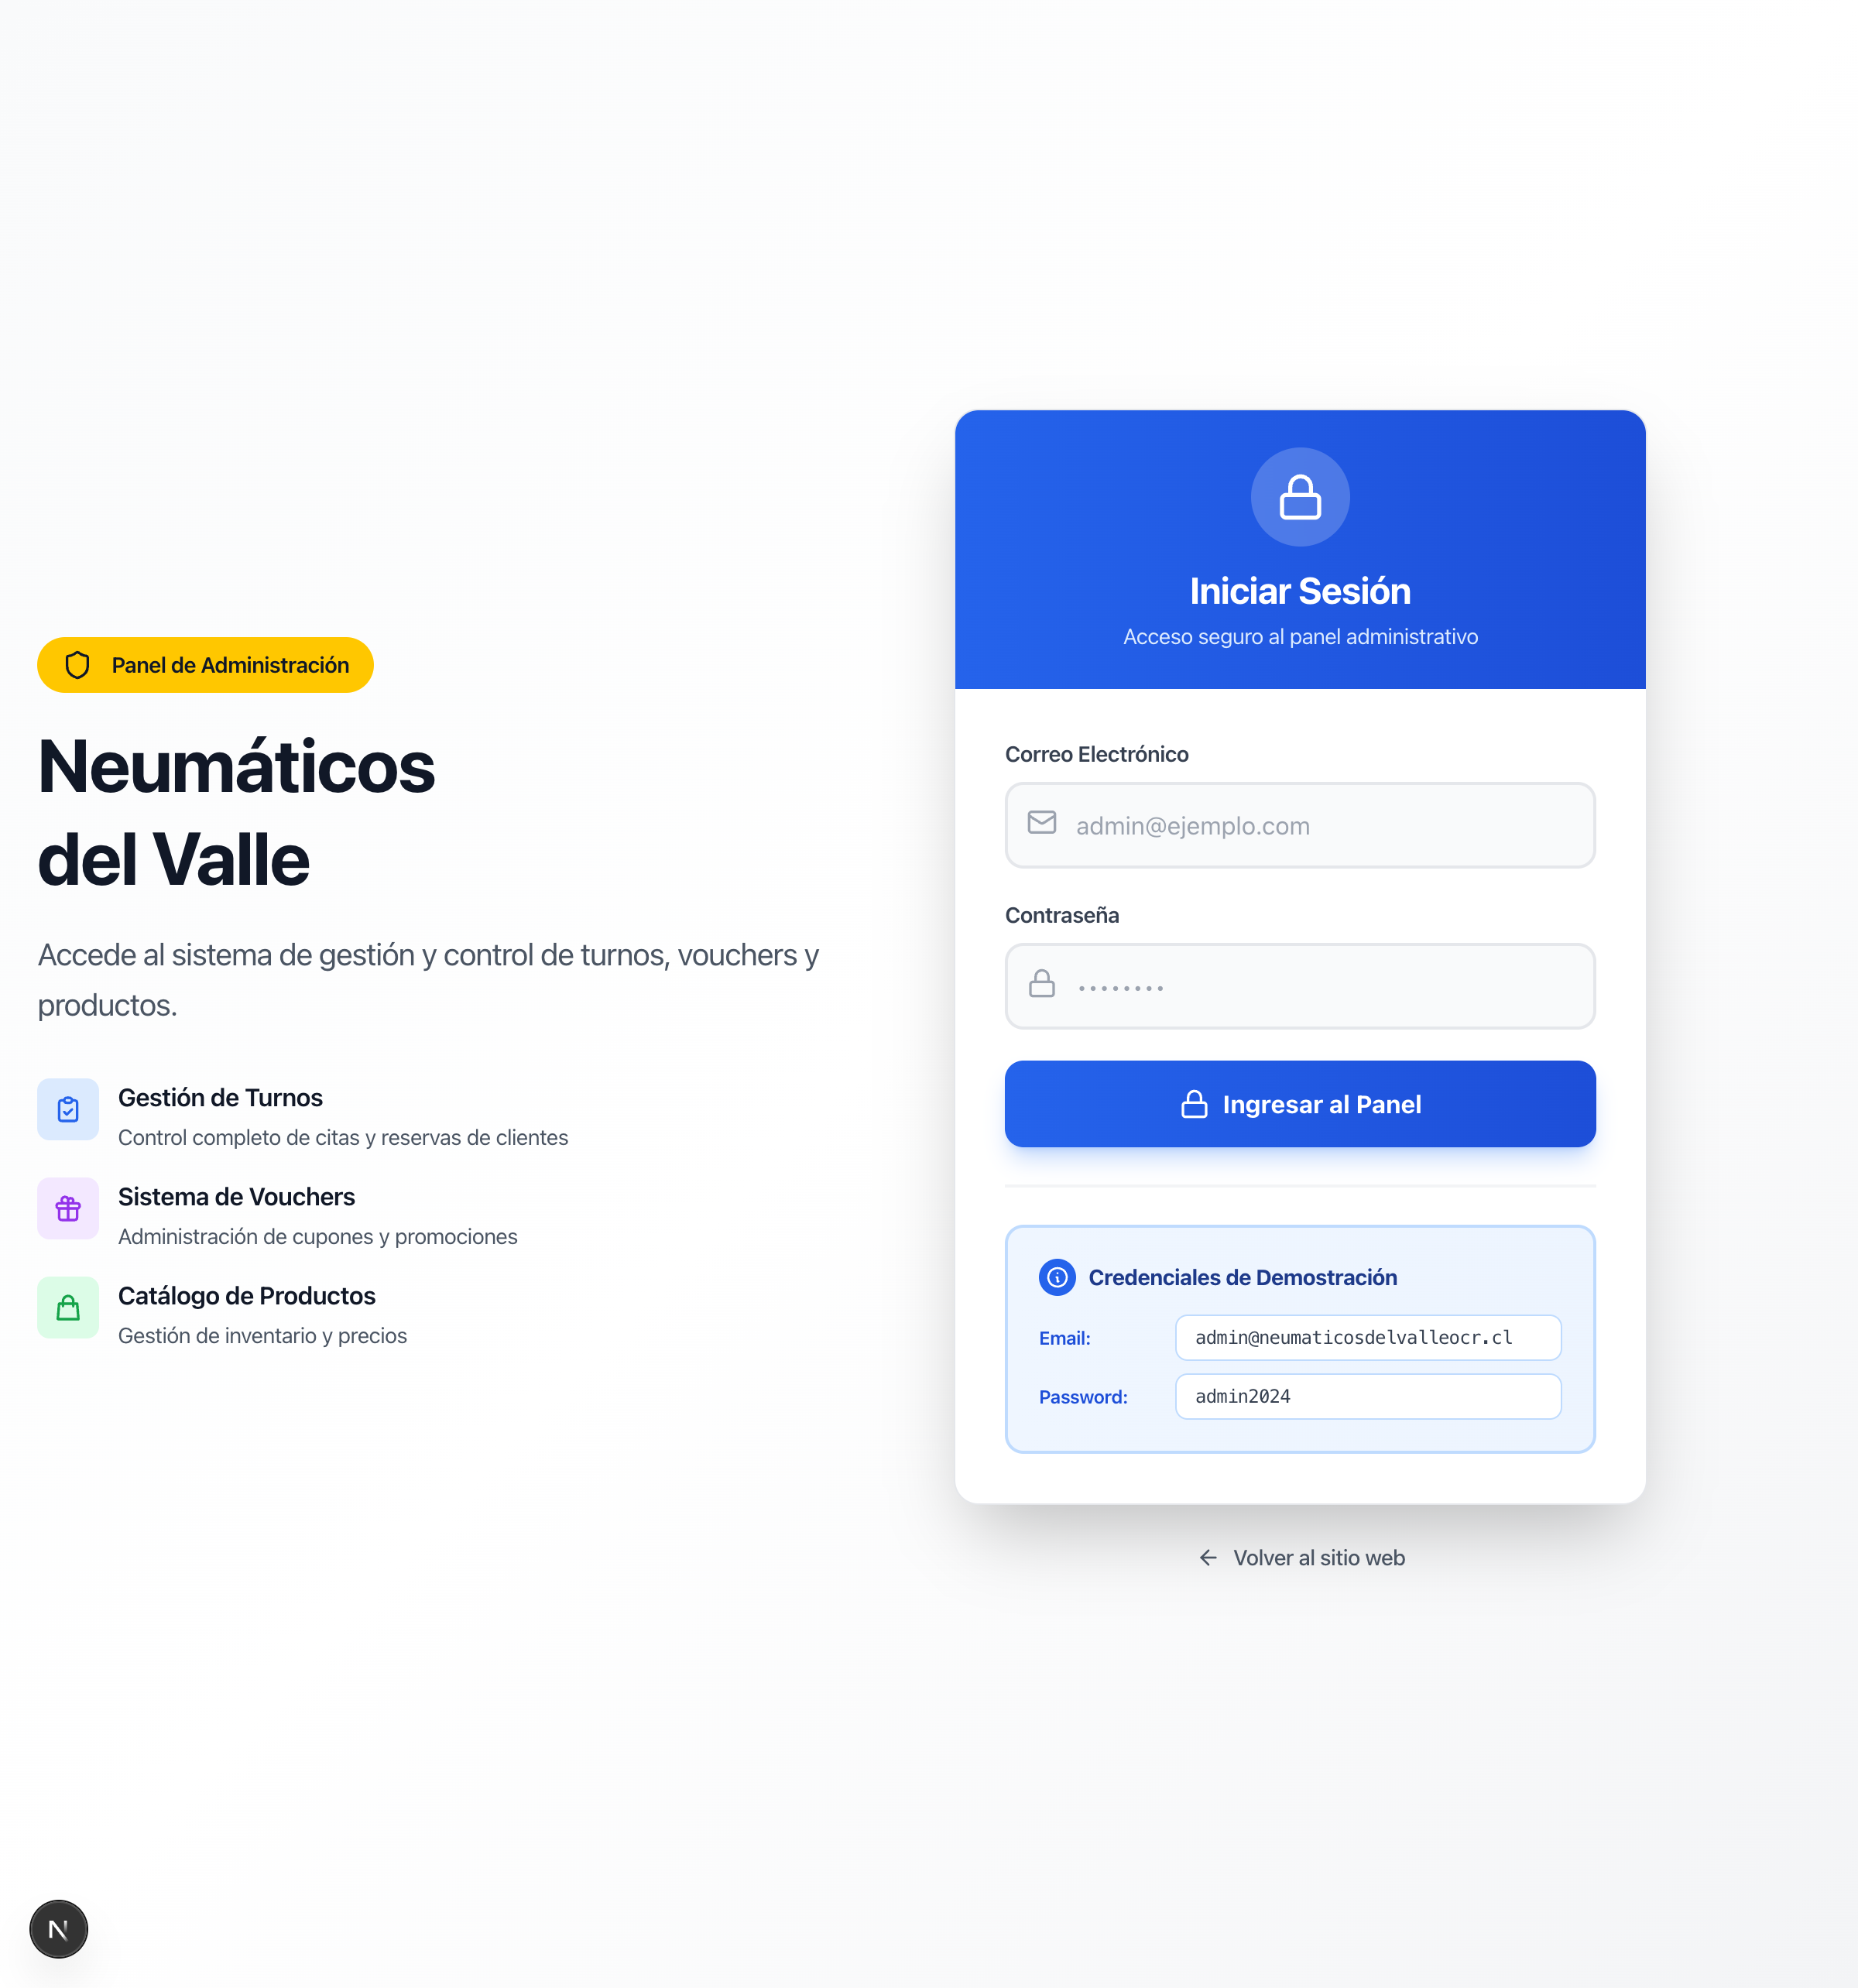 Panel de Administración
Neumáticos
del Valle
Accede al sistema de gestión y control de turnos, vouchers y
productos.
Gestión de Turnos
Control completo de citas y reservas de clientes
Sistema de Vouchers
Administración de cupones y promociones
Catálogo de Productos
Gestión de inventario y precios
Iniciar Sesión
Acceso seguro al panel administrativo
Correo Electrónico
admin@ejemplo.com
Contraseña
••••••••
Ingresar al Panel
Credenciales de Demostración
Email: admin@neumaticosdelvalleocr.cl
Password: admin2024
Volver al sitio web
N